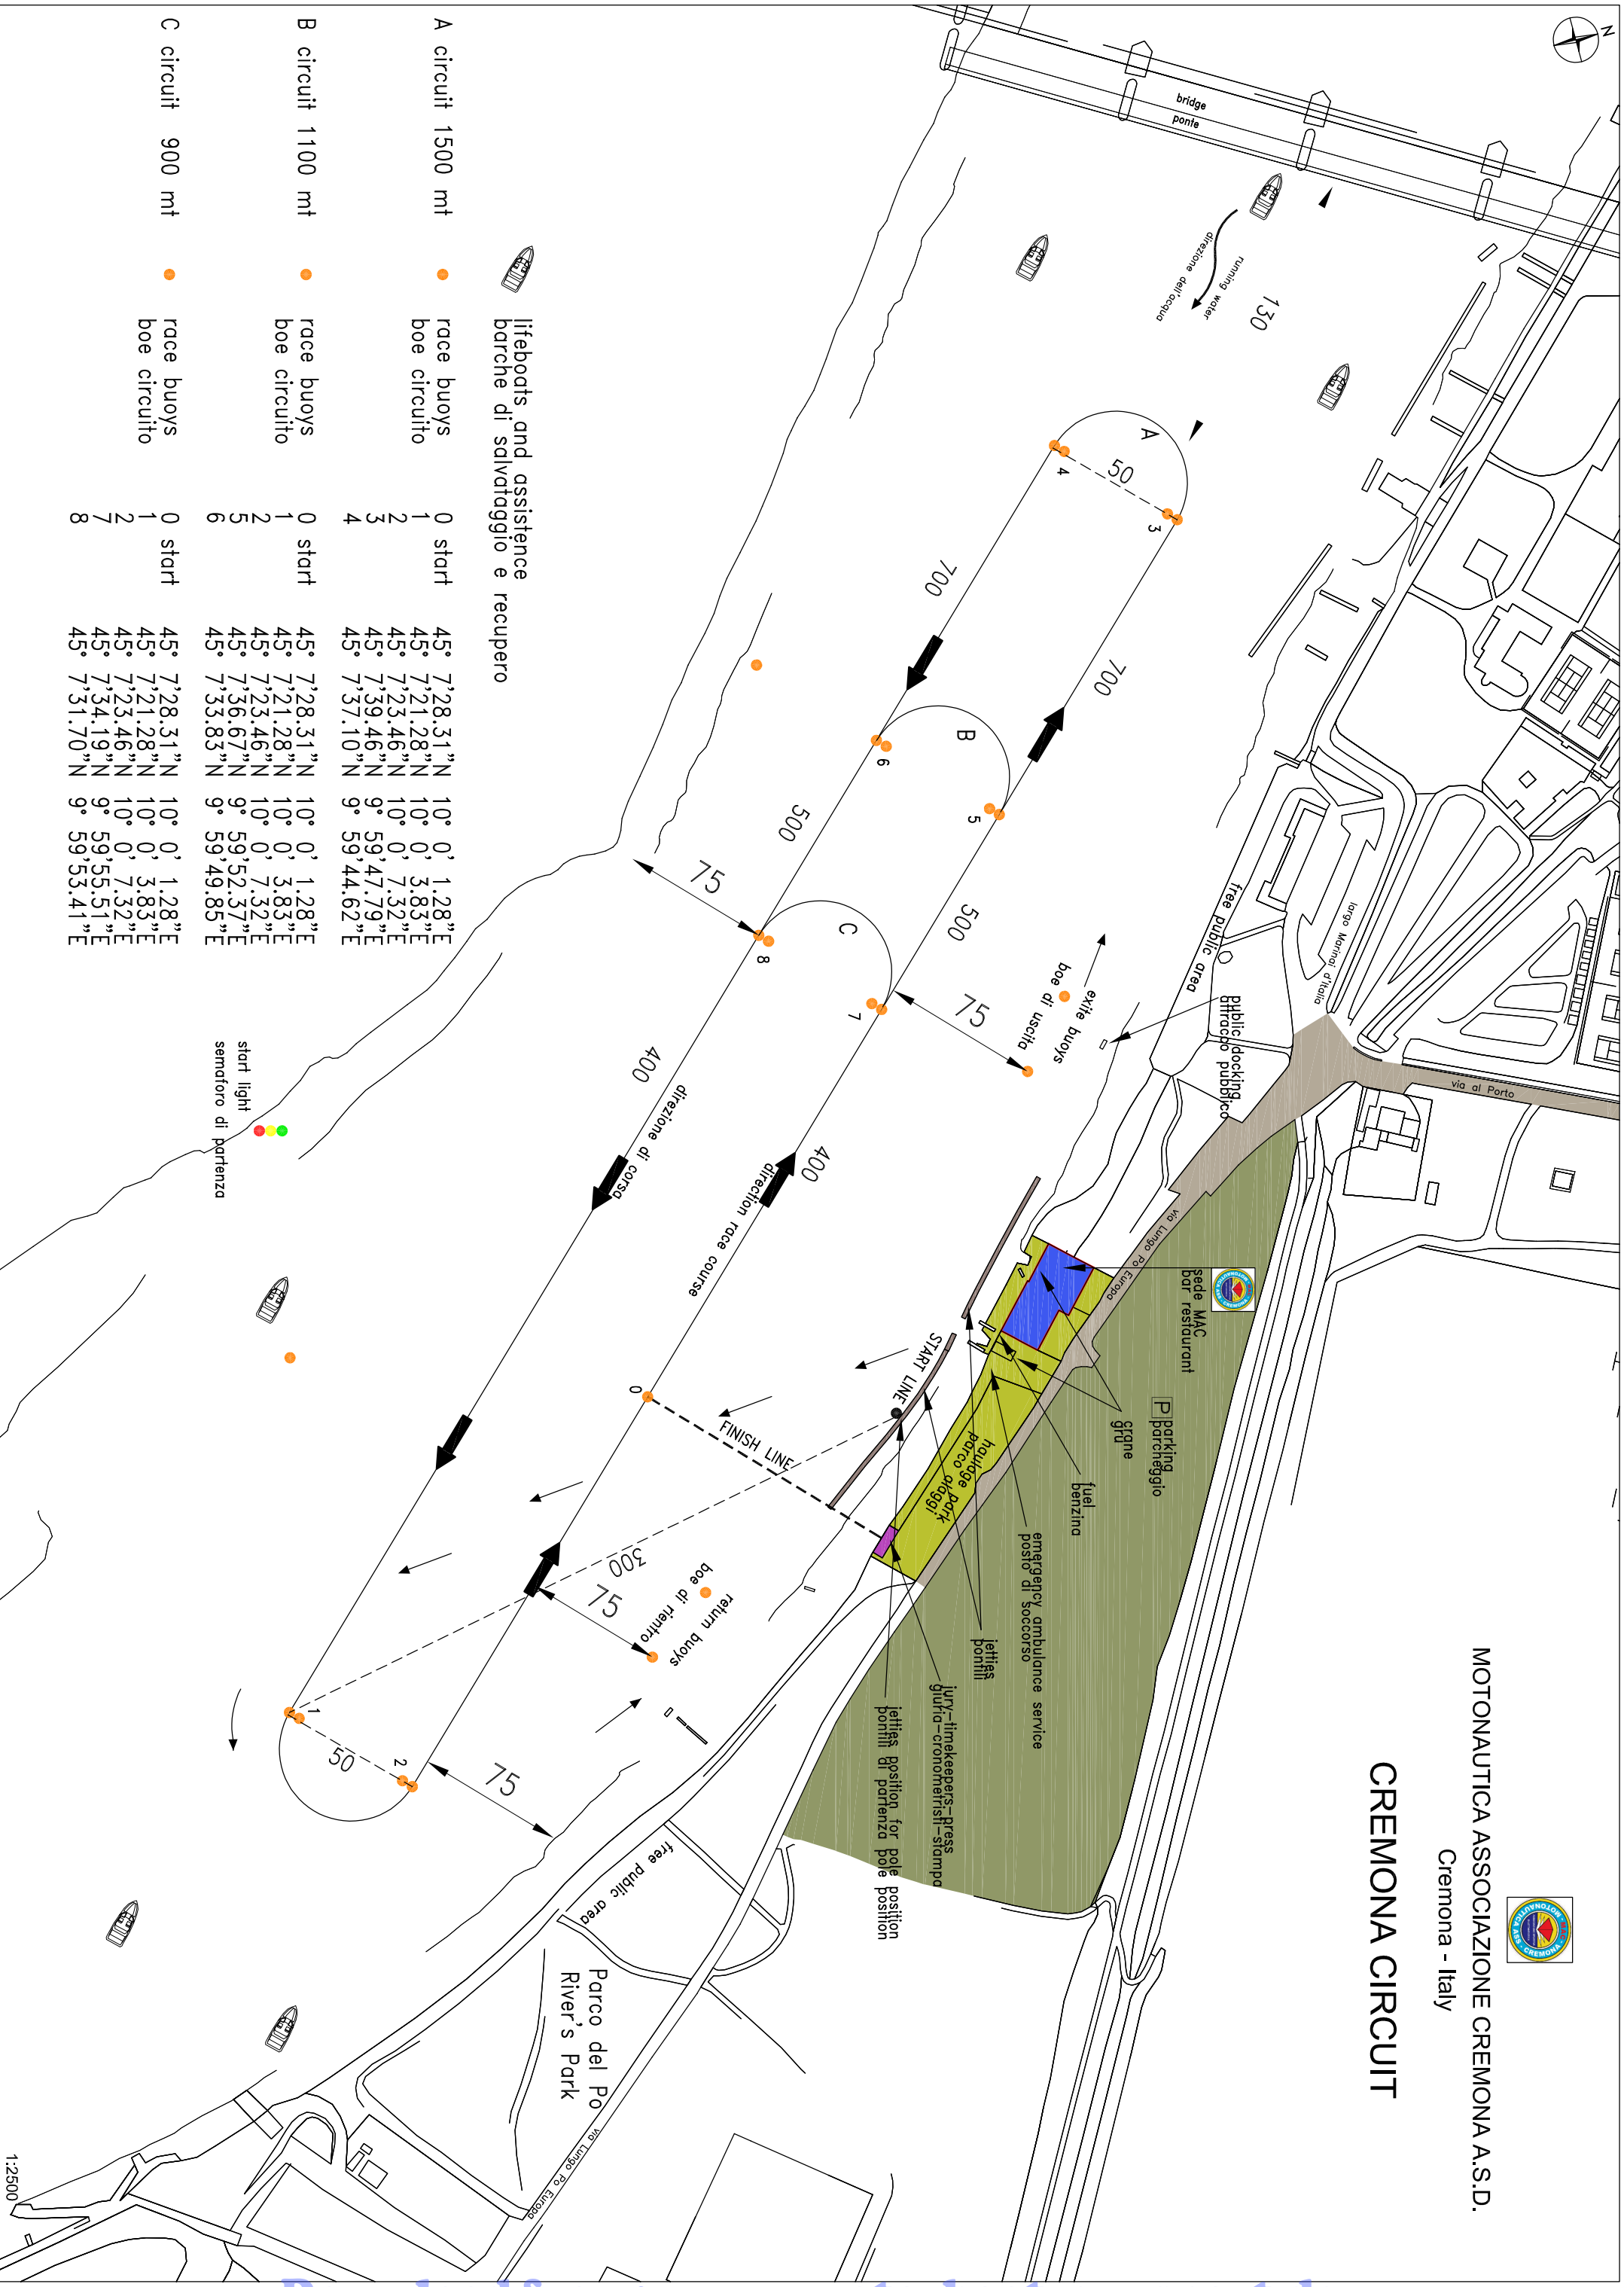 MOTONAUTICA ASSOCIAZIONE CREMONA A.S.D.
Cremona - Italy
CREMONA CIRCUIT
N
bridge
ponte
running water
direzione dell'acqua
130
A
50
4
3
700
700
B
6
5
500
500
75
C
8
7
75
exite buoys
boe di uscita
400
400
direzione di corsa
direction race course
free public area
largo Marinai d'Italia
public docking
attracco pubblico
via al Porto
via Lungo Po Europa
sede MAC
bar restaurant
P parking
parcheggio
crane
gru
fuel
benzina
haulage park
parco alaggi
emergency ambulance service
posto di soccorso
jetties
pontili
jury-timekeepers-press
giuria-cronometristi-stampa
jetties position for pole position
pontili di partenza pole position
START LINE
FINISH LINE
0
300
75
return buoys
boe di rientro
1
50
2
75
free public area
Parco del Po
River's Park
via Lungo Po Europa
start light
semaforo di partenza
lifeboats and assistence
barche di salvataggio e recupero
A circuit 1500 mt race buoys
boe circuito
0 start 45° 7'28.31"N 10° 0' 1.28"E
1 45° 7'21.28"N 10° 0' 3.83"E
2 45° 7'23.46"N 10° 0' 7.32"E
3 45° 7'39.46"N 9° 59'47.79"E
4 45° 7'37.10"N 9° 59'44.62"E
B circuit 1100 mt race buoys
boe circuito
0 start 45° 7'28.31"N 10° 0' 1.28"E
1 45° 7'21.28"N 10° 0' 3.83"E
2 45° 7'23.46"N 10° 0' 7.32"E
5 45° 7'36.67"N 9° 59'52.37"E
6 45° 7'33.83"N 9° 59'49.85"E
C circuit 900 mt race buoys
boe circuito
0 start 45° 7'28.31"N 10° 0' 1.28"E
1 45° 7'21.28"N 10° 0' 3.83"E
2 45° 7'23.46"N 10° 0' 7.32"E
7 45° 7'34.19"N 9° 59'55.51"E
8 45° 7'31.70"N 9° 59'53.41"E
1:2500